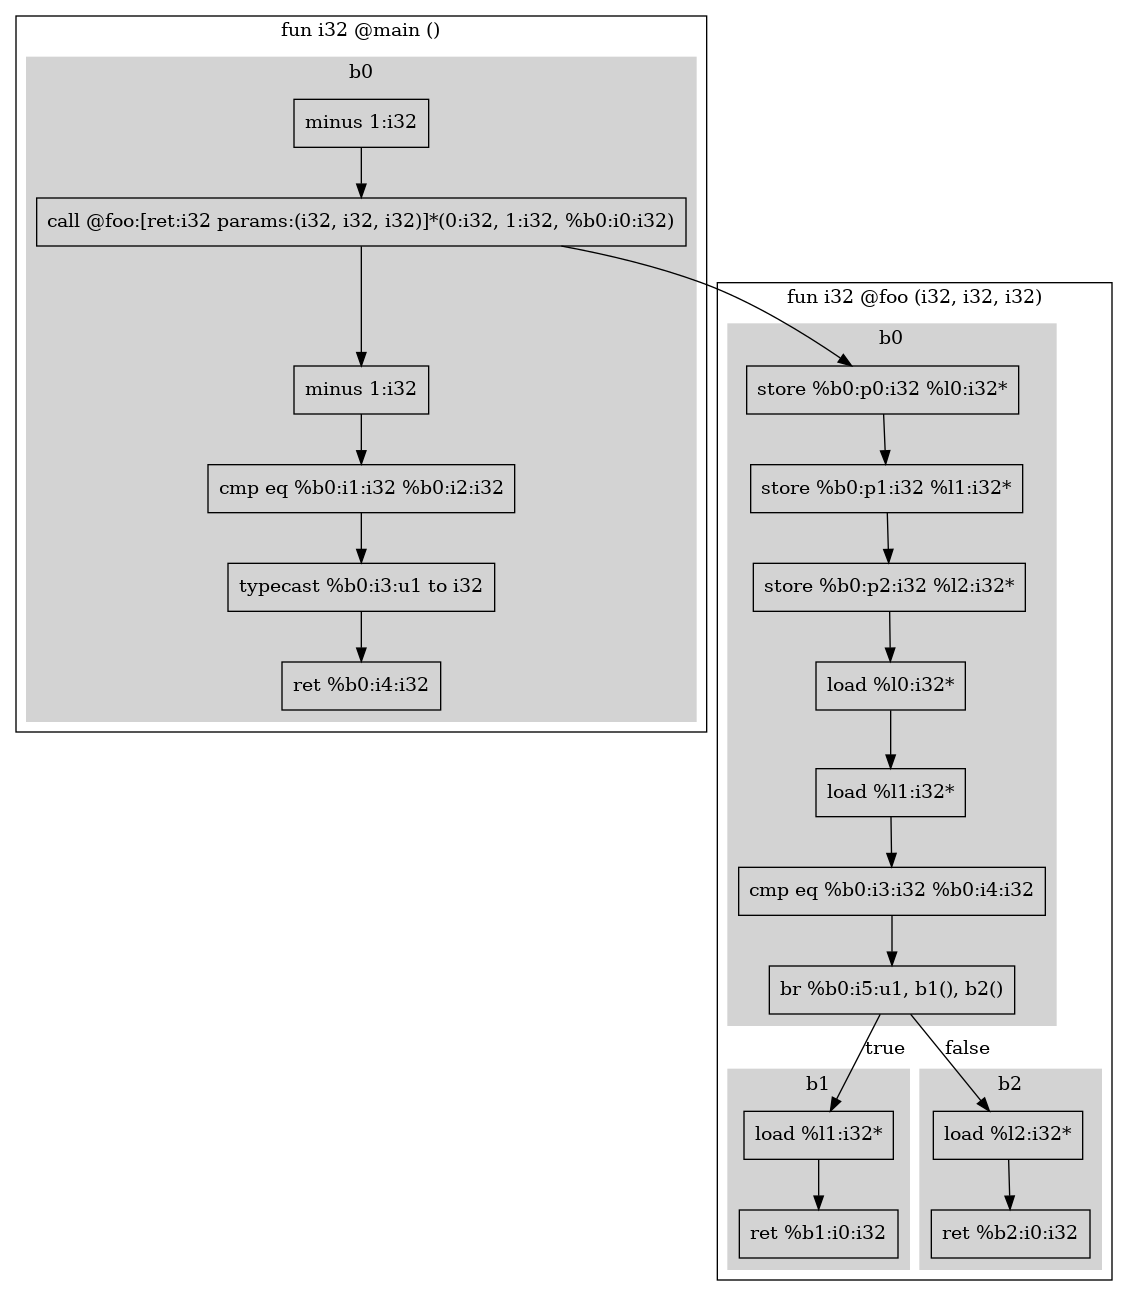 fun i32 @main ()
b0
minus 1:i32
call @foo:[ret:i32 params:(i32, i32, i32)]*(0:i32, 1:i32, %b0:i0:i32)
minus 1:i32
cmp eq %b0:i1:i32 %b0:i2:i32
typecast %b0:i3:u1 to i32
ret %b0:i4:i32
fun i32 @foo (i32, i32, i32)
b0
store %b0:p0:i32 %l0:i32*
store %b0:p1:i32 %l1:i32*
store %b0:p2:i32 %l2:i32*
load %l0:i32*
load %l1:i32*
cmp eq %b0:i3:i32 %b0:i4:i32
br %b0:i5:u1, b1(), b2()
true
false
b1
load %l1:i32*
ret %b1:i0:i32
b2
load %l2:i32*
ret %b2:i0:i32